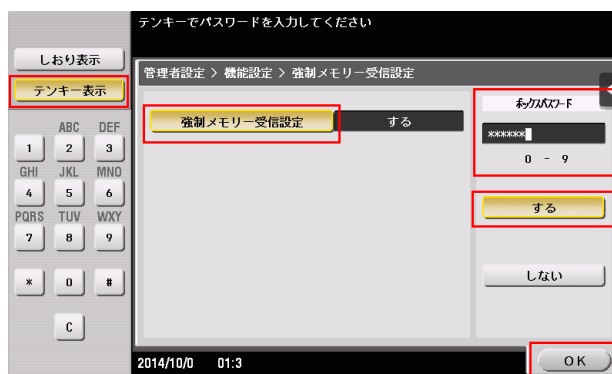 テンキーでパスワードを入力してください
しおり表示
テンキー表示
管理者設定 > 機能設定 > 強制メモリー受信設定
強制メモリー受信設定 する
ボックスパスワード
******
0 - 9
する
しない
ABC DEF
1 2 3
GHI JKL MNO
4 5 6
PQRS TUV WXY
7 8 9
* 0 #
C
2014/10/0 01:3
OK